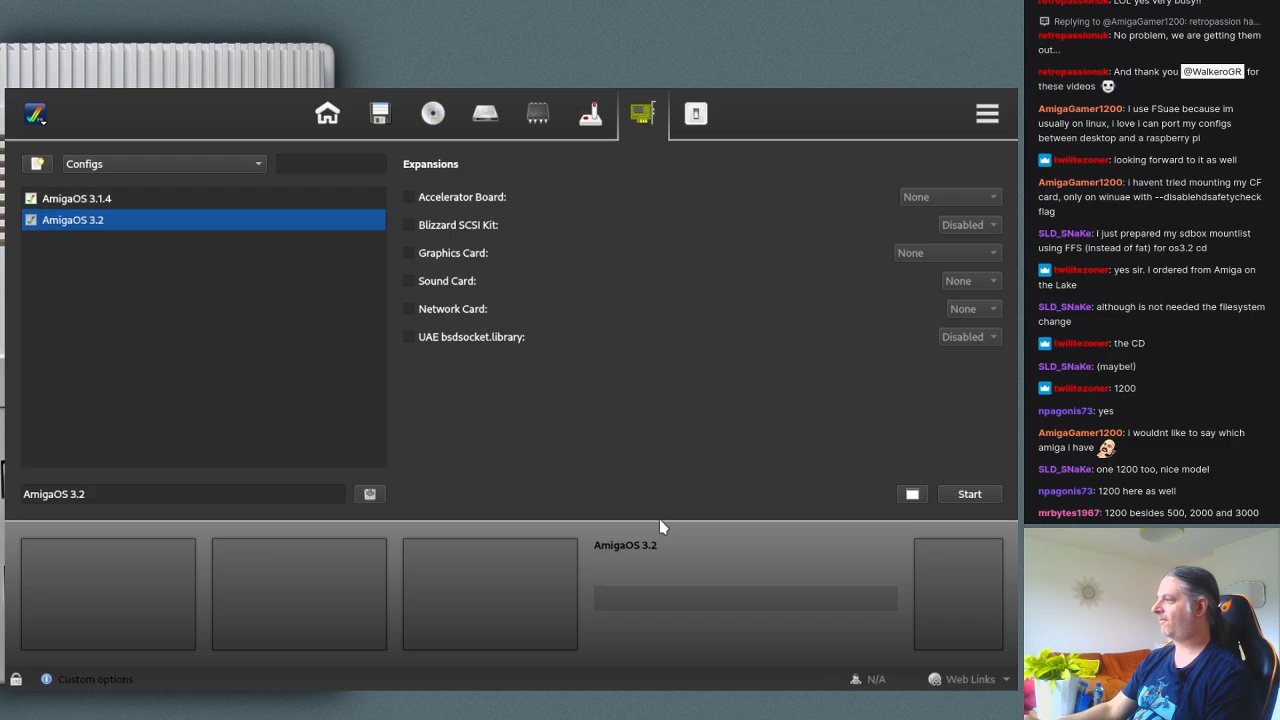 Configs
AmigaOS 3.1.4
AmigaOS 3.2
AmigaOS 3.2
Expansions
Accelerator Board:
None
Blizzard SCSI Kit:
Disabled
Graphics Card:
None
Sound Card:
None
Network Card:
None
UAE bsdsocket.library:
Disabled
Start
AmigaOS 3.2
Custom options
N/A
Web Links
retropassionuk: LOL yes very busy!!
Replying to @AmigaGamer1200: retropassion ha...
retropassionuk: No problem, we are getting them
out...
retropassionuk: And thank you @WalkeroGR for
these videos
AmigaGamer1200: I use FSuae because im
usually on linux, i love i can port my configs
between desktop and a raspberry pi
twilitezoner: looking forward to it as well
AmigaGamer1200: i havent tried mounting my CF
card, only on winuae with --disablehdsafetycheck
flag
SLD_SNaKe: I just prepared my sdbox mountlist
using FFS (instead of fat) for os3.2 cd
twilitezoner: yes sir. I ordered from Amiga on
the Lake
SLD_SNaKe: although is not needed the filesystem
change
twilitezoner: the CD
SLD_SNaKe: (maybe!)
twilitezoner: 1200
npagonis73: yes
AmigaGamer1200: i wouldnt like to say which
amiga i have
SLD_SNaKe: one 1200 too, nice model
npagonis73: 1200 here as well
mrbytes1967: 1200 besides 500, 2000 and 3000